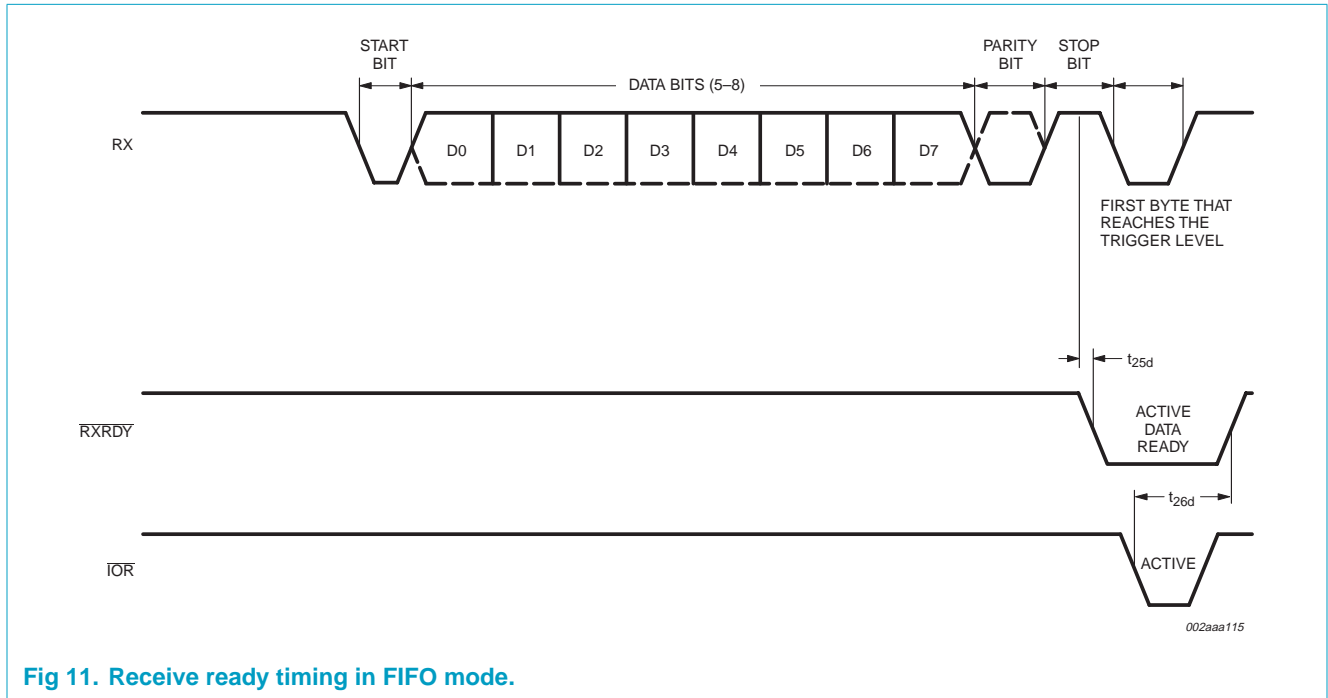 START
BIT
PARITY
BIT
STOP
BIT
DATA BITS (5–8)
RX
D0 D1 D2 D3 D4 D5 D6 D7
FIRST BYTE THAT
REACHES THE
TRIGGER LEVEL
t25d
RXRDY
ACTIVE
DATA
READY
t26d
IOR
ACTIVE
002aaa115
Fig 11. Receive ready timing in FIFO mode.